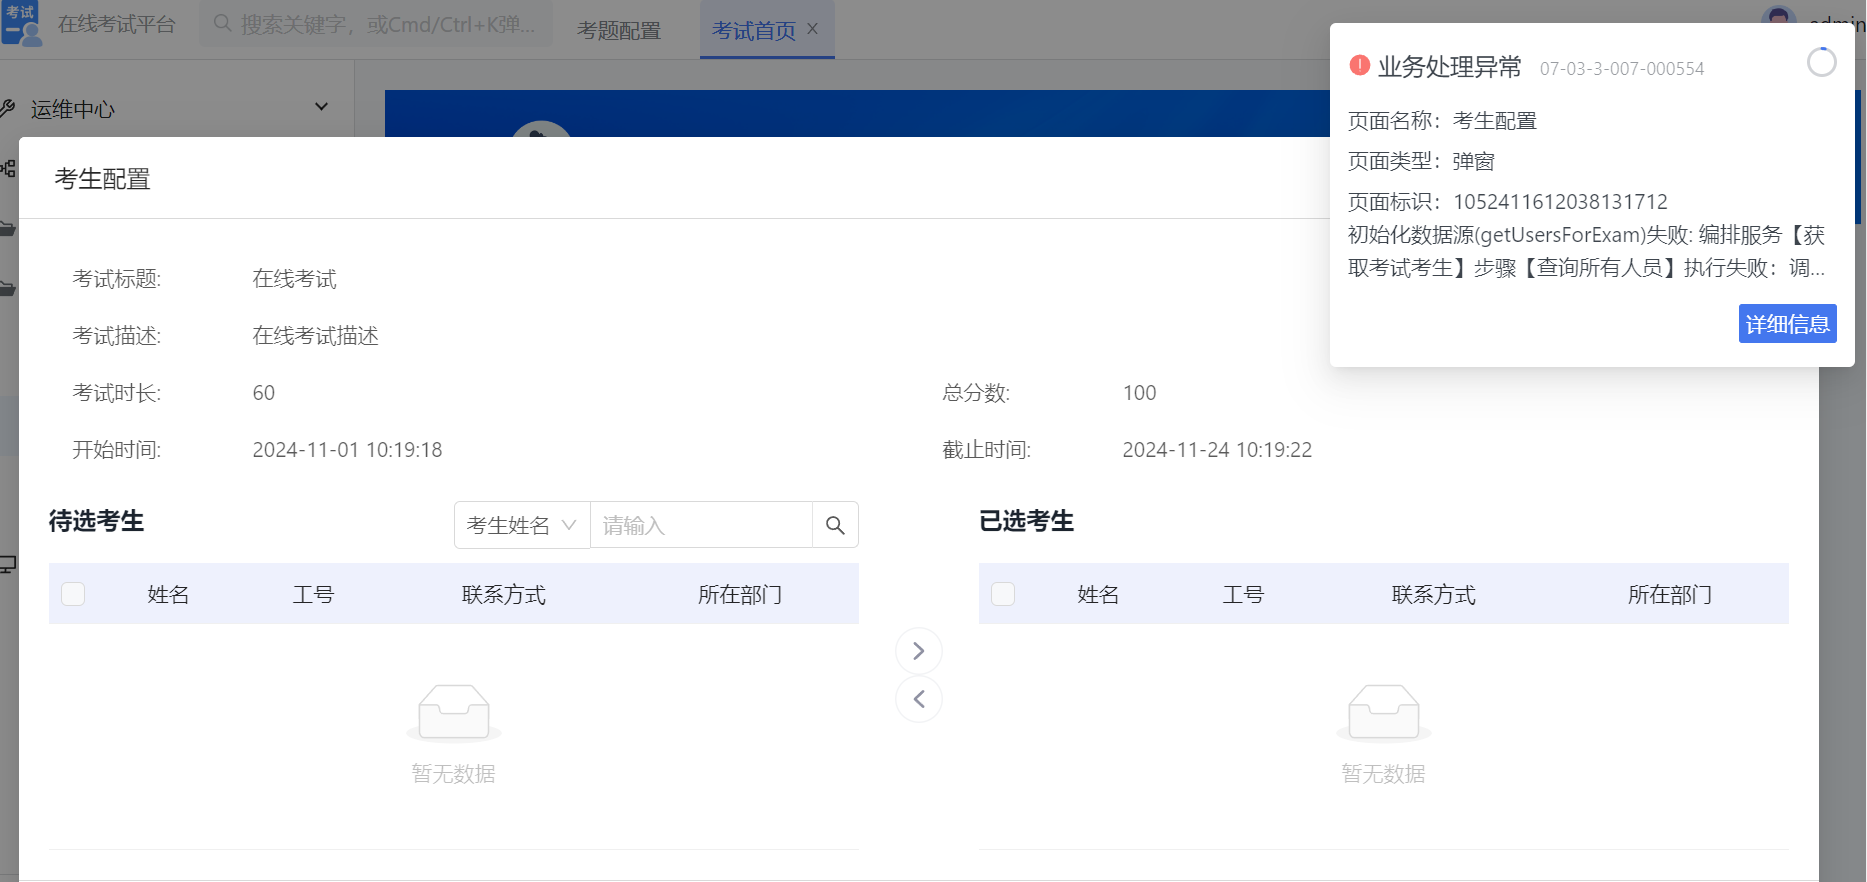 考试
在线考试平台
搜索关键字，或Cmd/Ctrl+K弹...
考题配置
考试首页
admin
运维中心
业务处理异常 07-03-3-007-000554
页面名称：考生配置
页面类型：弹窗
页面标识：1052411612038131712
初始化数据源(getUsersForExam)失败: 编排服务【获
取考试考生】步骤【查询所有人员】执行失败：调...
详细信息
考生配置
考试标题: 在线考试
考试描述: 在线考试描述
考试时长: 60 总分数: 100
开始时间: 2024-11-01 10:19:18 截止时间: 2024-11-24 10:19:22
待选考生 考生姓名 请输入
姓名 工号 联系方式 所在部门
暂无数据
已选考生
姓名 工号 联系方式 所在部门
暂无数据